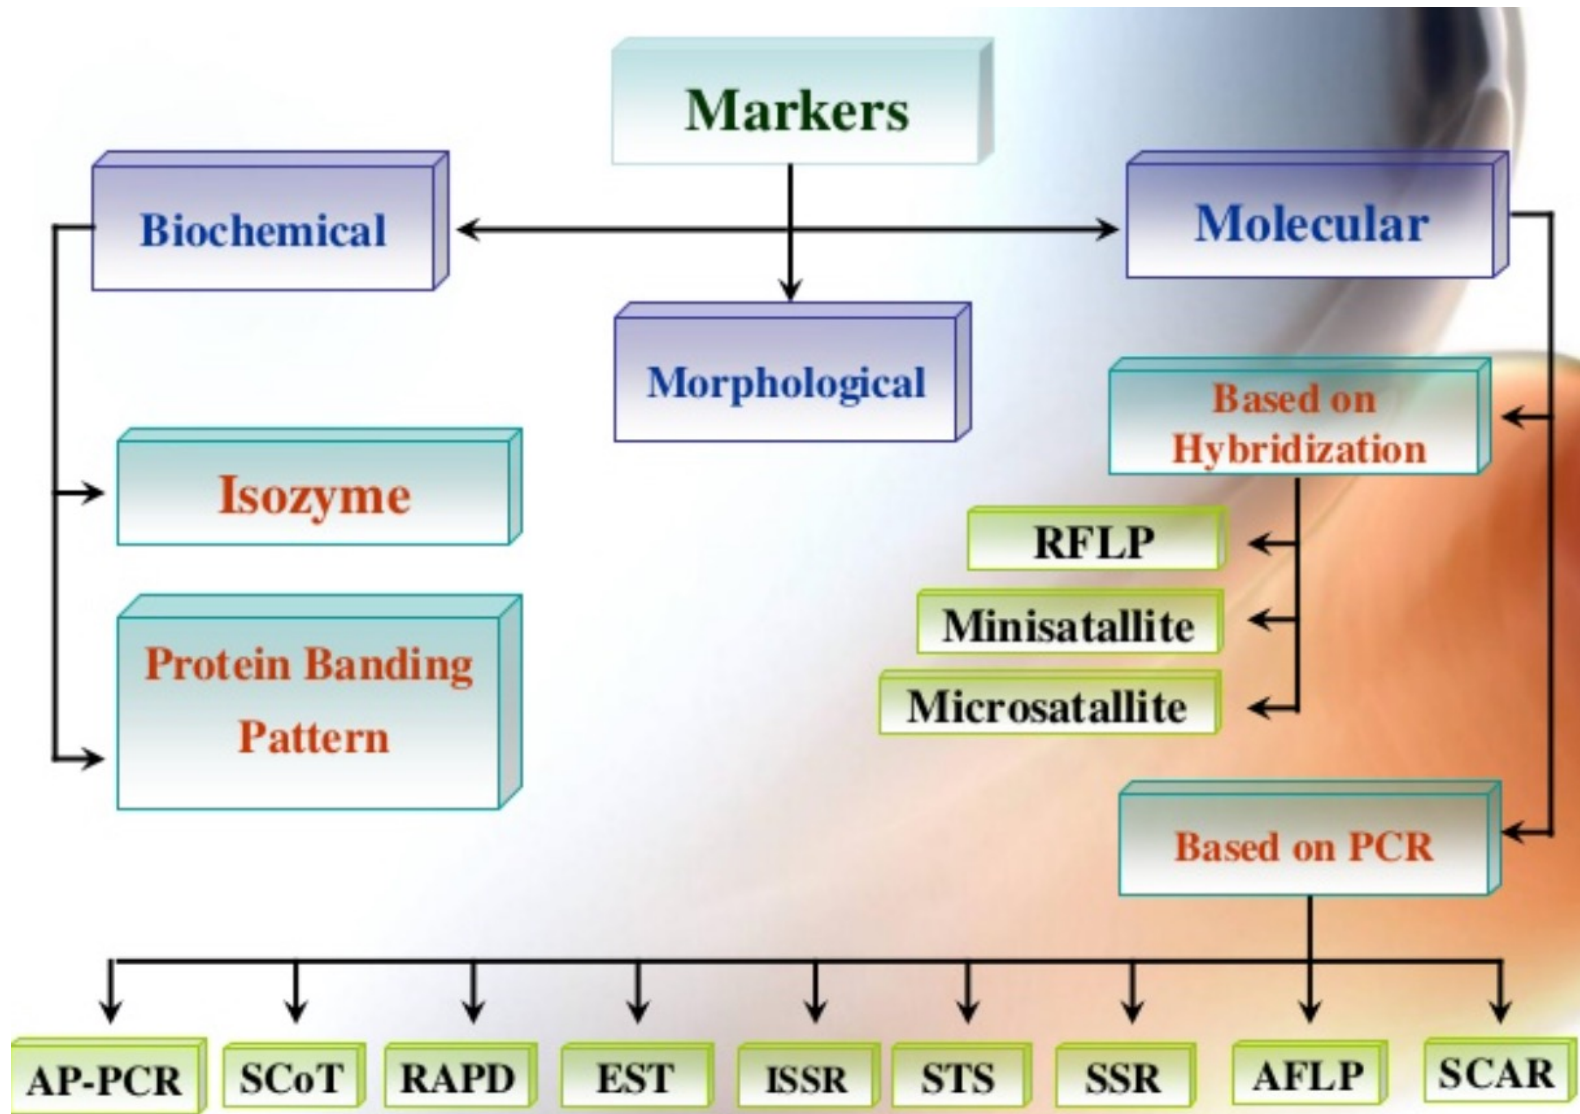 Markers
Biochemical
Molecular
Morphological
Based on
Hybridization
Isozyme
RFLP
Minisatallite
Protein Banding
Pattern
Microsatallite
Based on PCR
AP-PCR
SCoT
RAPD
EST
ISSR
STS
SSR
AFLP
SCAR